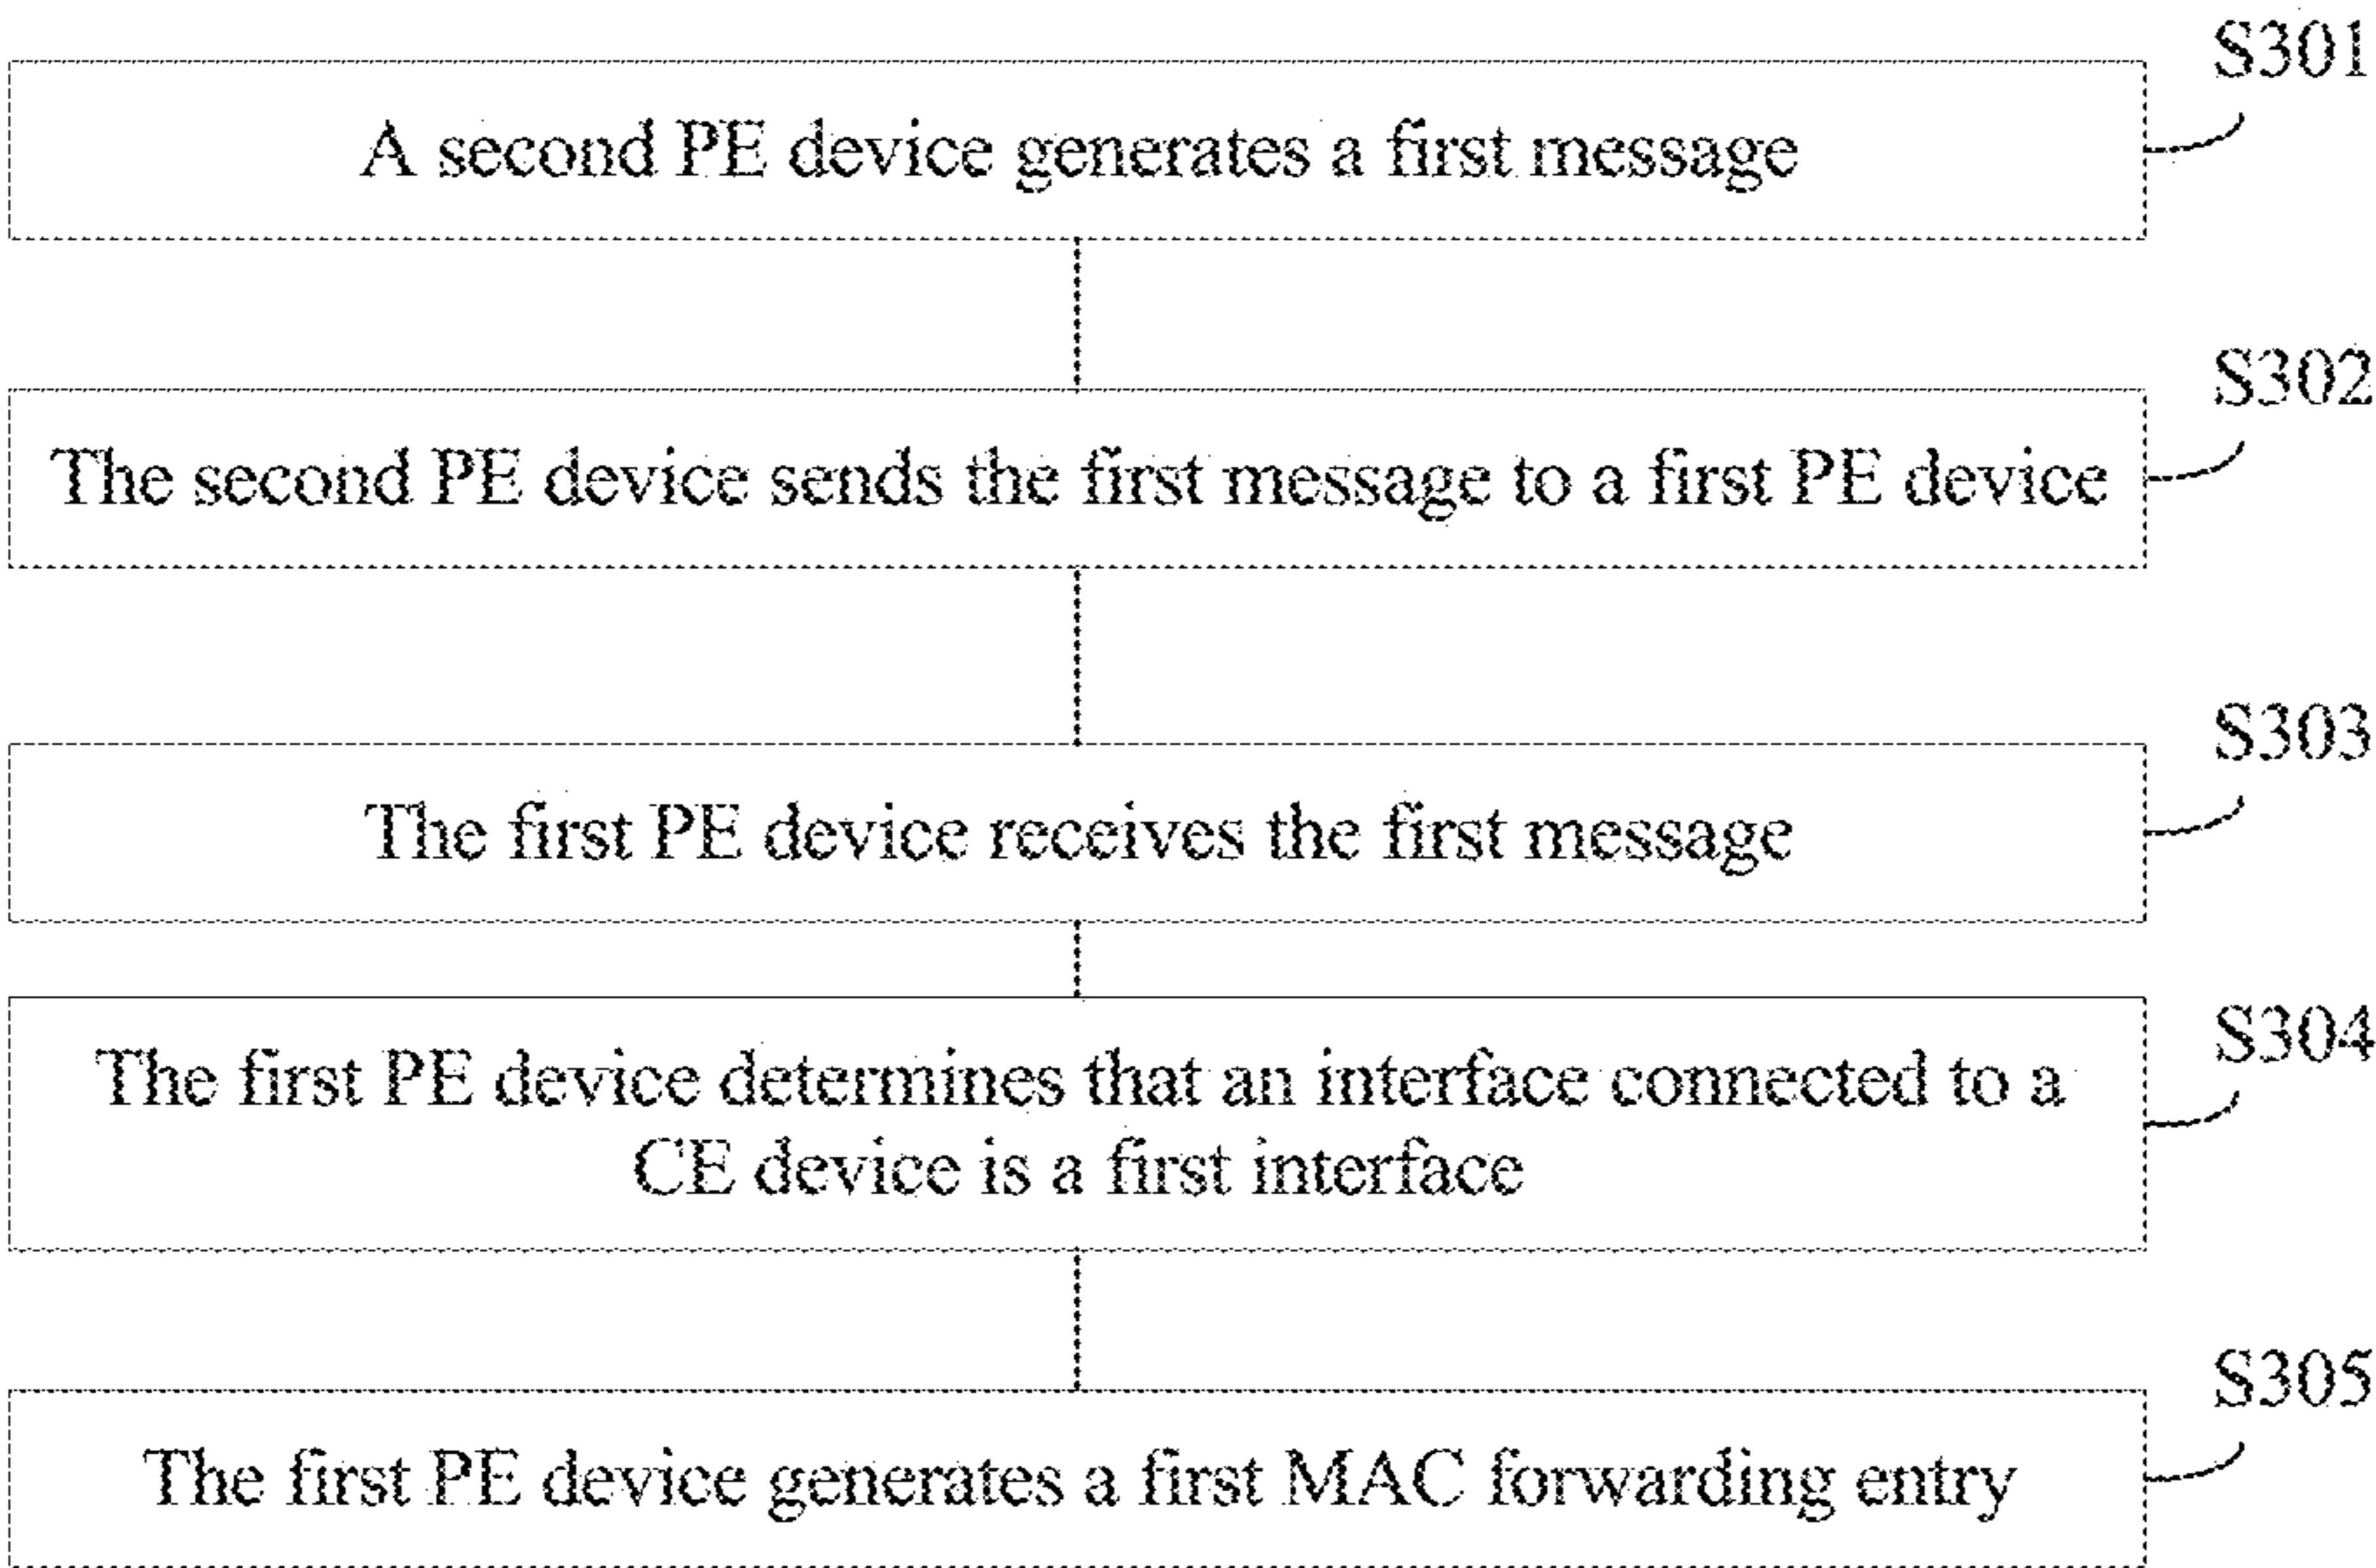 S301
A second PE device generates a first message
S302
The second PE device sends the first message to a first PE device
S303
The first PE device receives the first message
S304
The first PE device determines that an interface connected to a
CE device is a first interface
S305
The first PE device generates a first MAC forwarding entry